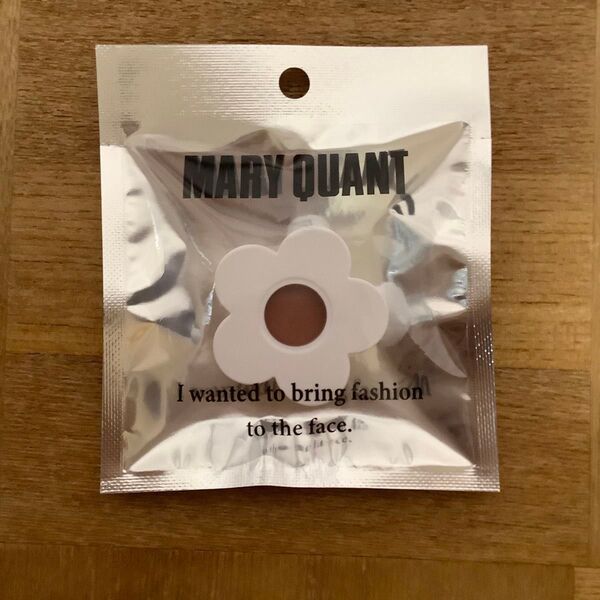 MARY QUANT
I wanted to bring fashion
to the face.